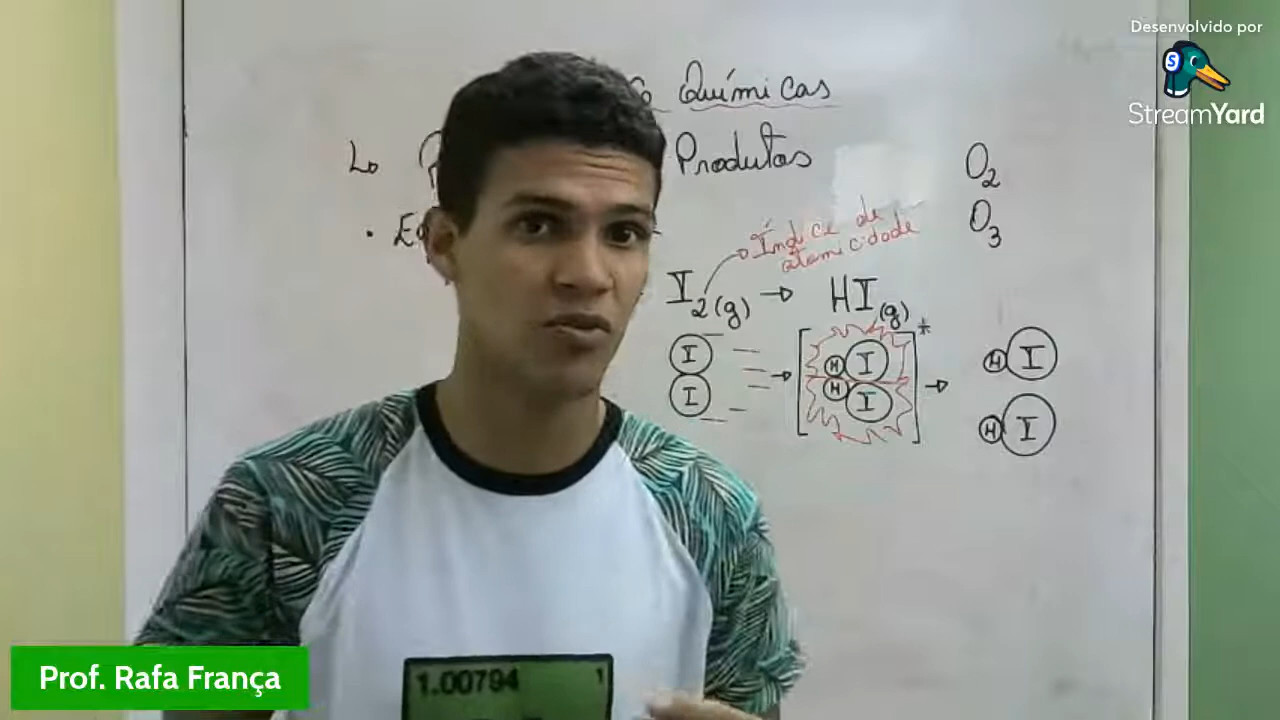 Desenvolvido por
StreamYard
Químicas
Produtos
O2
O3
Índice de
atomicidade
I2(g) → HI(g)
I
I
H I
H I
*
H I
H I
Prof. Rafa França
1.00794 1